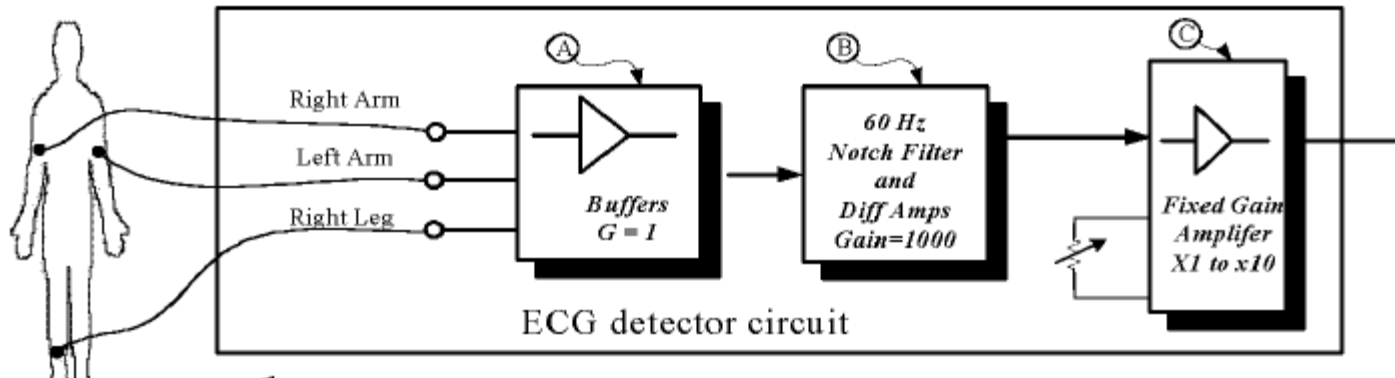 A
B
C
Right Arm
Left Arm
Right Leg
Buffers
G = 1
60 Hz
Notch Filter
and
Diff Amps
Gain=1000
Fixed Gain
Amplifer
X1 to x10
ECG detector circuit